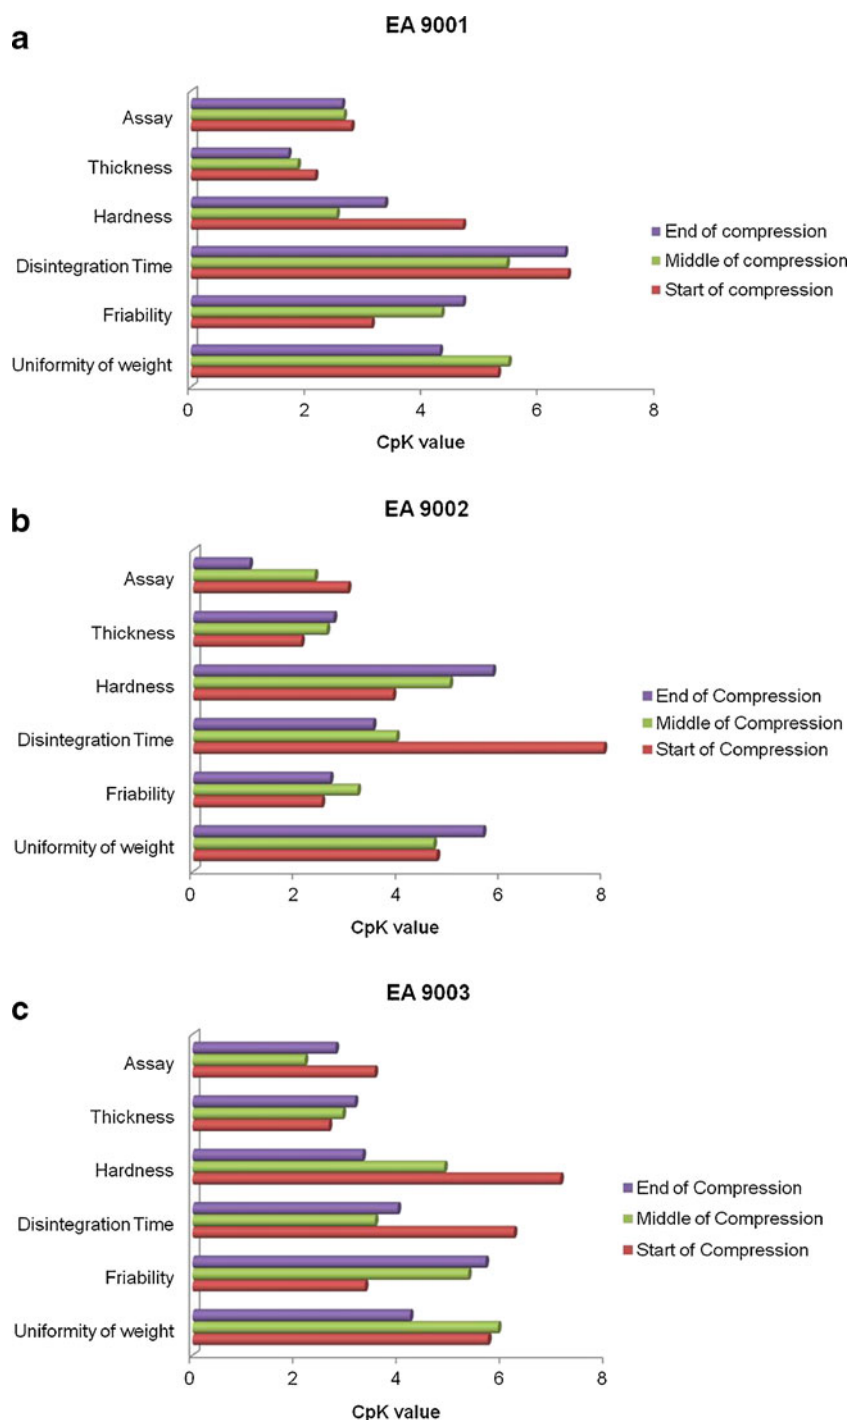 a
EA 9001
Assay
Thickness
Hardness
Disintegration Time
Friability
Uniformity of weight
End of compression
Middle of compression
Start of compression
0 2 4 6 8
CpK value
b
EA 9002
Assay
Thickness
Hardness
Disintegration Time
Friability
Uniformity of weight
End of Compression
Middle of Compression
Start of Compression
0 2 4 6 8
CpK value
c
EA 9003
Assay
Thickness
Hardness
Disintegration Time
Friability
Uniformity of weight
End of Compression
Middle of Compression
Start of Compression
0 2 4 6 8
CpK value